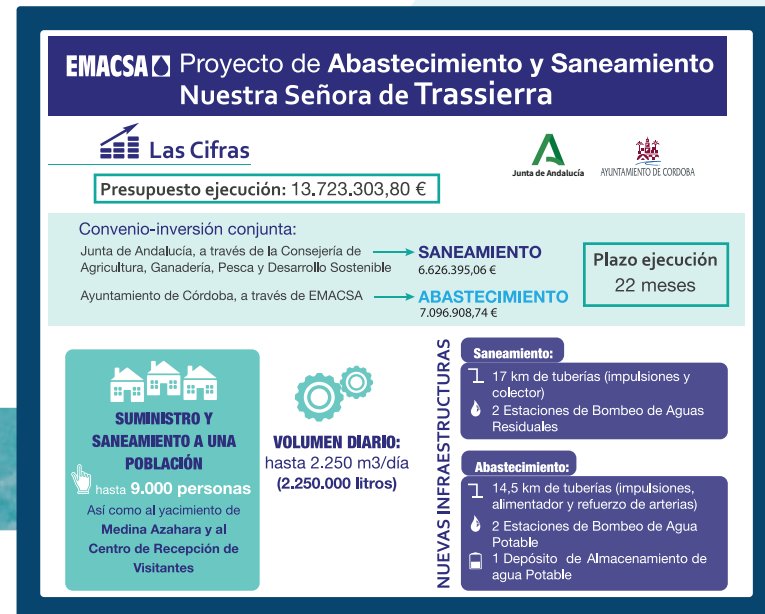 EMACSA Proyecto de Abastecimiento y Saneamiento
Nuestra Señora de Trassierra
Las Cifras
Junta de Andalucía
AYUNTAMIENTO DE CORDOBA
Presupuesto ejecución: 13.723.303,80 €
Convenio-inversión conjunta:
Junta de Andalucía, a través de la Consejería de
Agricultura, Ganadería, Pesca y Desarrollo Sostenible
SANEAMIENTO
6.626.395,06 €
Ayuntamiento de Córdoba, a través de EMACSA
ABASTECIMIENTO
7.096.908,74 €
Plazo ejecución
22 meses
SUMINISTRO Y
SANEAMIENTO A UNA
POBLACIÓN
hasta 9.000 personas
Así como al yacimiento de
Medina Azahara y al
Centro de Recepción de
Visitantes
VOLUMEN DIARIO:
hasta 2.250 m3/día
(2.250.000 litros)
NUEVAS INFRAESTRUCTURAS
Saneamiento:
17 km de tuberías (impulsiones y
colector)
2 Estaciones de Bombeo de Aguas
Residuales
Abastecimiento:
14,5 km de tuberías (impulsiones,
alimentador y refuerzo de arterias)
2 Estaciones de Bombeo de Agua
Potable
1 Depósito de Almacenamiento de
agua Potable